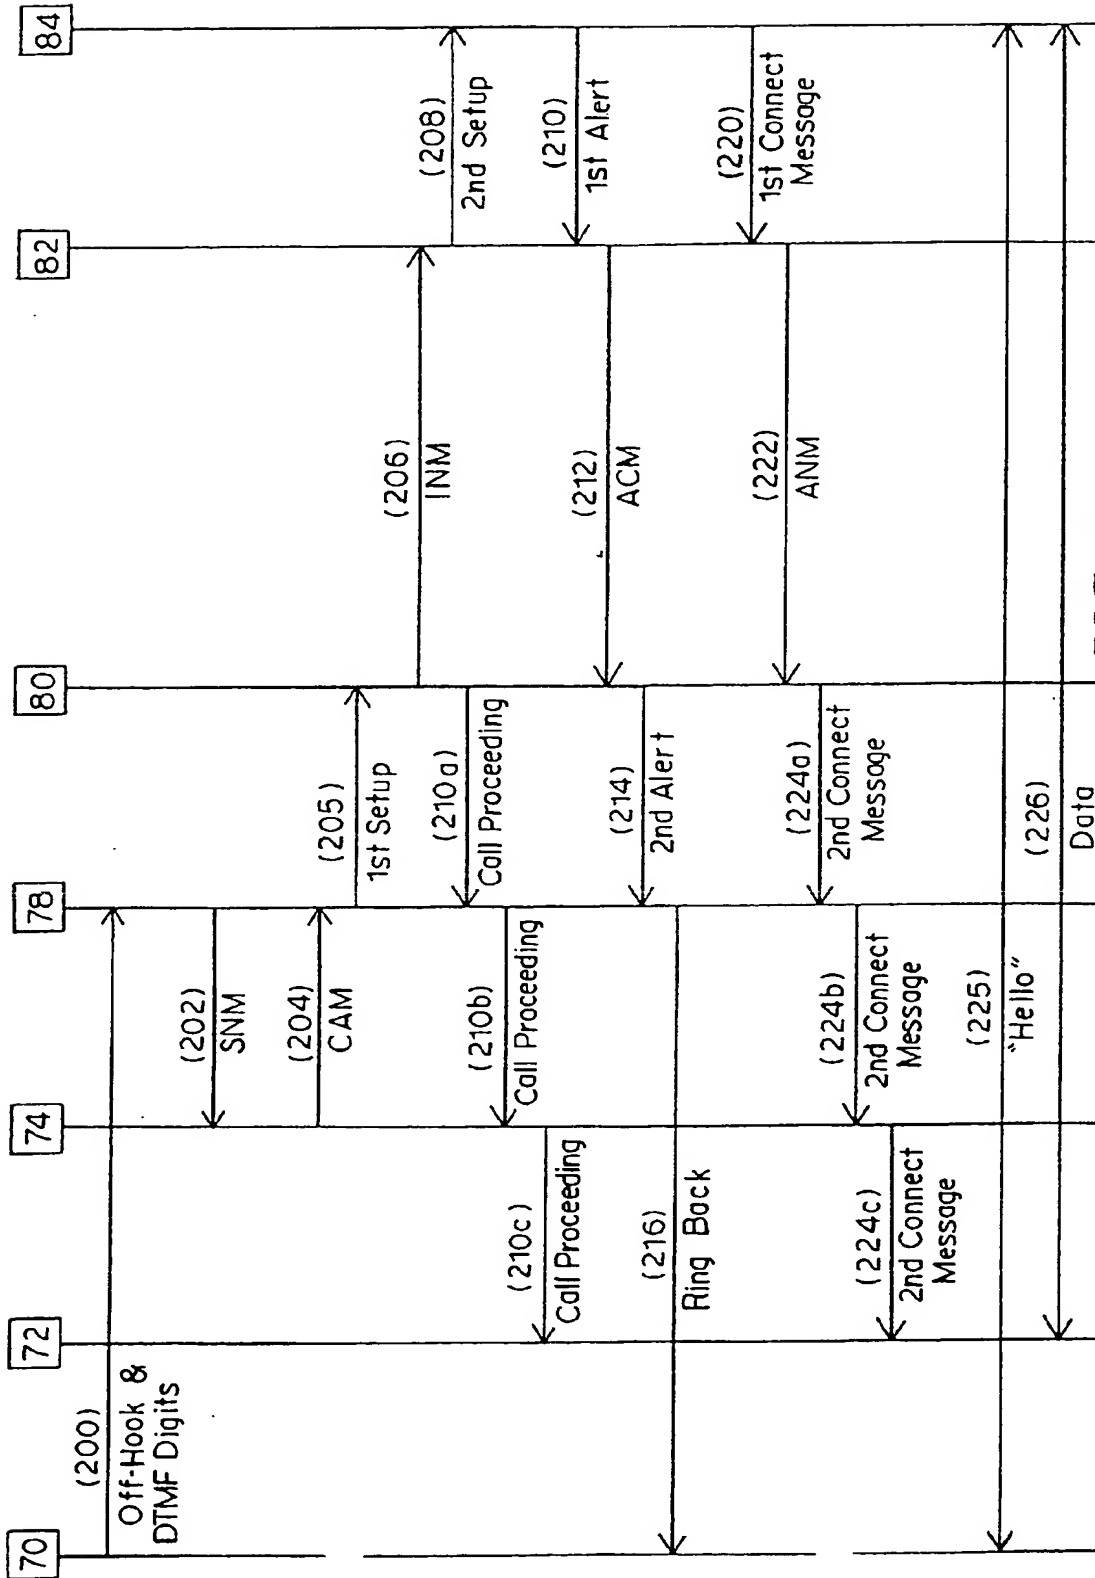 70
72
74
78
80
82
84
(200)
Off-Hook &
DTMF Digits
(202)
SNM
(204)
CAM
(205)
1st Setup
(206)
INM
(208)
2nd Setup
(210a)
Call Proceeding
(210b)
Call Proceeding
(210c)
Call Proceeding
(210)
1st Alert
(212)
ACM
(214)
2nd Alert
(216)
Ring Back
(220)
1st Connect
Message
(222)
ANM
(224a)
2nd Connect
Message
(224b)
2nd Connect
Message
(224c)
2nd Connect
Message
(225)
"Hello"
(226)
Data